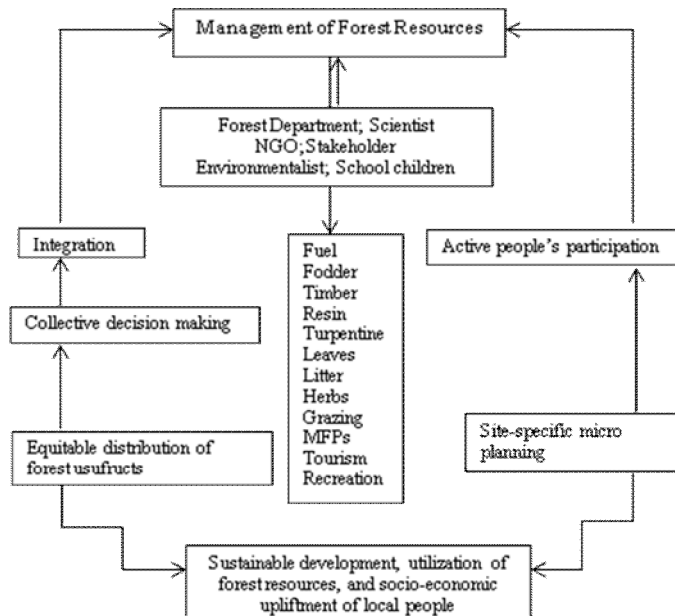 Management of Forest Resources
Forest Department; Scientist
NGO; Stakeholder
Environmentalist; School children
Integration
Active people's participation
Fuel
Fodder
Timber
Resin
Turpentine
Leaves
Litter
Herbs
Grazing
MFPs
Tourism
Recreation
Collective decision making
Equitable distribution of
forest usufructs
Site-specific micro
planning
Sustainable development, utilization of
forest resources, and socio-economic
upliftment of local people